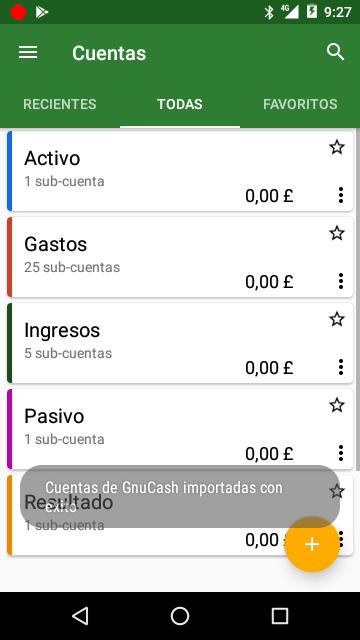 4G 9:27
Cuentas
RECIENTES TODAS FAVORITOS
Activo
1 sub-cuenta
0,00 £
Gastos
25 sub-cuentas
0,00 £
Ingresos
5 sub-cuentas
0,00 £
Pasivo
1 sub-cuenta
0,00 £
Cuentas de GnuCash importadas con
éxito
Resultado
1 sub-cuenta
0,00 £